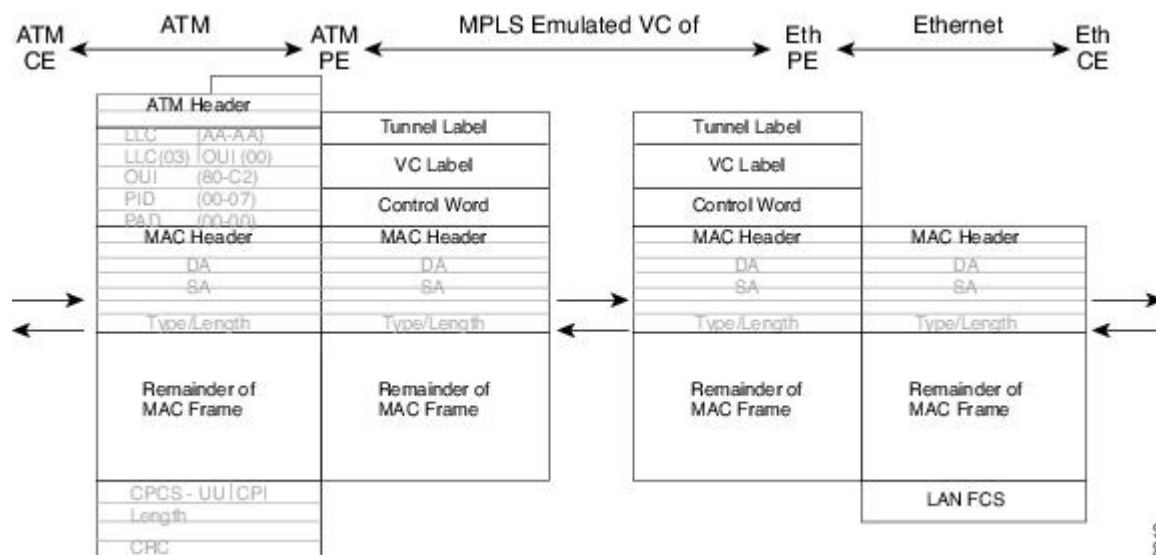 ATM CE
ATM
ATM PE
MPLS Emulated VC of
Eth PE
Ethernet
Eth CE
ATM Header
LLC (AA-AA)
LLC(03) | OUI (00)
OUI (80-C2)
PID (00-07)
PAD (00-00)
MAC Header
DA
SA
Type/Length
Remainder of
MAC Frame
CPCS - UU | CPI
Length
CRC
Tunnel Label
VC Label
Control Word
MAC Header
DA
SA
Type/Length
Remainder of
MAC Frame
Tunnel Label
VC Label
Control Word
MAC Header
DA
SA
Type/Length
Remainder of
MAC Frame
MAC Header
DA
SA
Type/Length
Remainder of
MAC Frame
LAN FCS